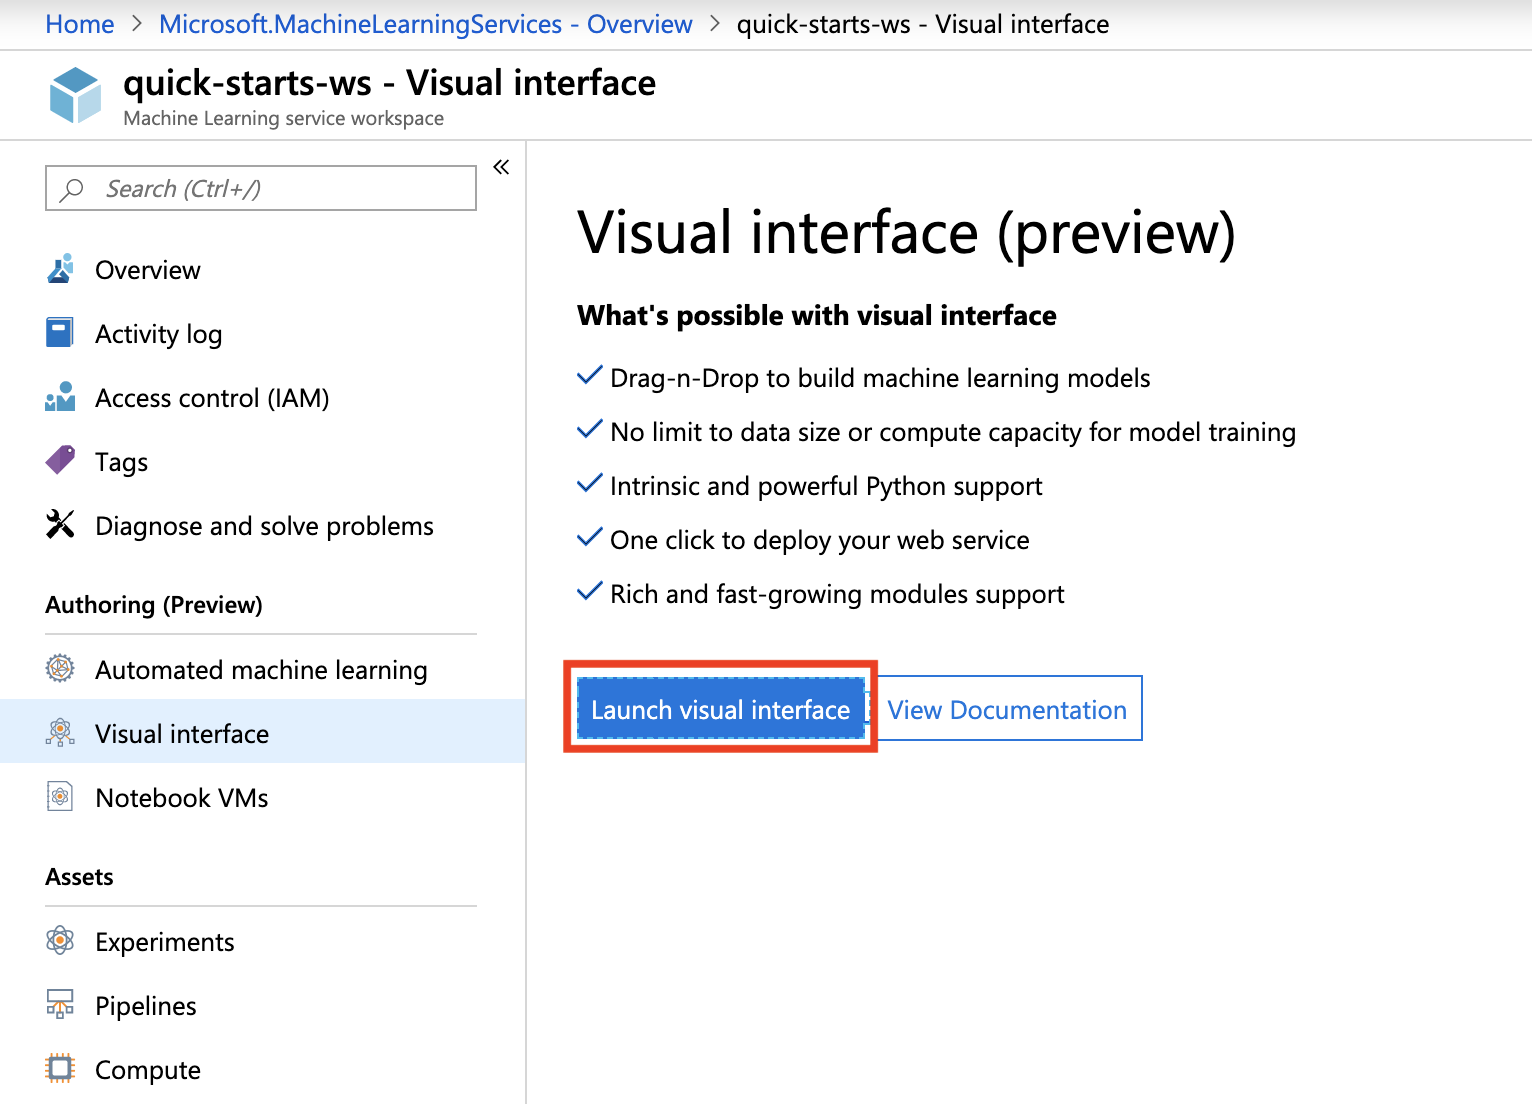 Home > Microsoft.MachineLearningServices - Overview > quick-starts-ws - Visual interface
quick-starts-ws - Visual interface
Machine Learning service workspace
«
Search (Ctrl+/)
Overview
Activity log
Access control (IAM)
Tags
Diagnose and solve problems
Authoring (Preview)
Automated machine learning
Visual interface
Notebook VMs
Assets
Experiments
Pipelines
Compute
Visual interface (preview)
What's possible with visual interface
Drag-n-Drop to build machine learning models
No limit to data size or compute capacity for model training
Intrinsic and powerful Python support
One click to deploy your web service
Rich and fast-growing modules support
Launch visual interface
View Documentation